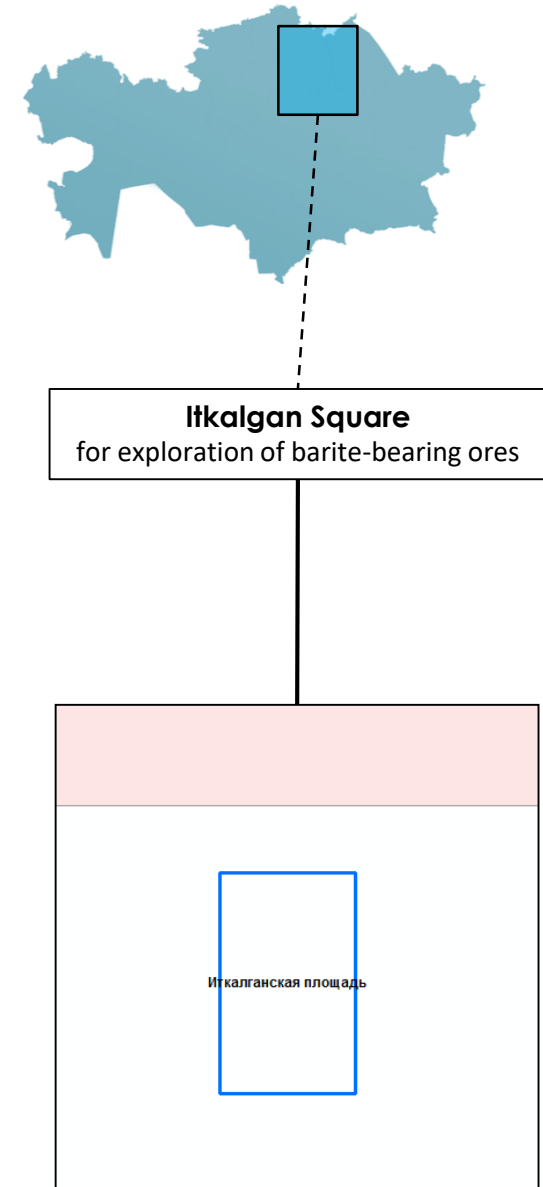 Itkalgan Square
for exploration of barite-bearing ores
Иткалганская площадь